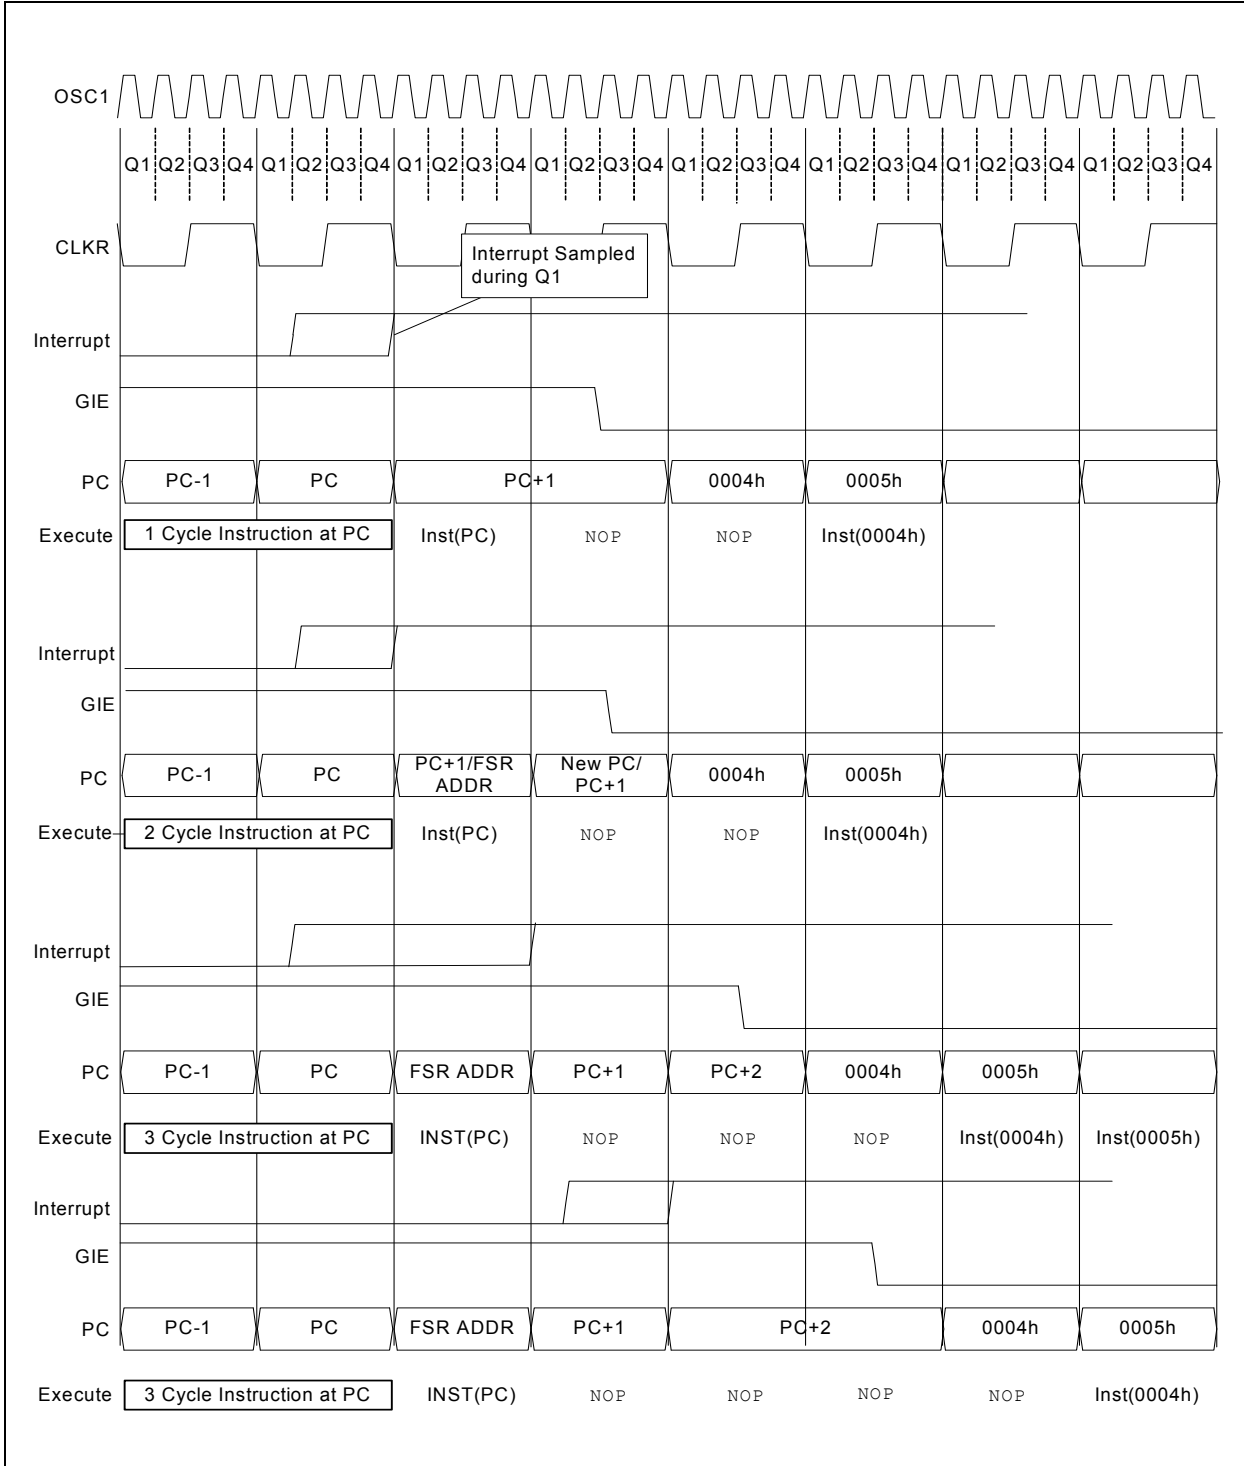 OSC1
Q1 Q2 Q3 Q4 Q1 Q2 Q3 Q4 Q1 Q2 Q3 Q4 Q1 Q2 Q3 Q4 Q1 Q2 Q3 Q4 Q1 Q2 Q3 Q4 Q1 Q2 Q3 Q4 Q1 Q2 Q3 Q4
CLKR
Interrupt Sampled
during Q1
Interrupt
GIE
PC PC-1 PC PC+1 0004h 0005h
Execute 1 Cycle Instruction at PC Inst(PC) NOP NOP Inst(0004h)
Interrupt
GIE
PC PC-1 PC PC+1/FSR ADDR New PC/ PC+1 0004h 0005h
Execute 2 Cycle Instruction at PC Inst(PC) NOP NOP Inst(0004h)
Interrupt
GIE
PC PC-1 PC FSR ADDR PC+1 PC+2 0004h 0005h
Execute 3 Cycle Instruction at PC INST(PC) NOP NOP NOP Inst(0004h) Inst(0005h)
Interrupt
GIE
PC PC-1 PC FSR ADDR PC+1 PC+2 0004h 0005h
Execute 3 Cycle Instruction at PC INST(PC) NOP NOP NOP NOP Inst(0004h)